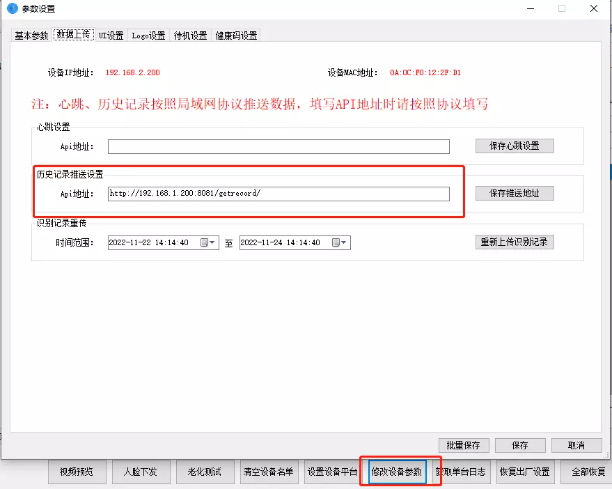 参数设置
基本参数 数据上传 UI设置 Logo设置 待机设置 健康码设置
设备IP地址： 192.168.2.200 设备MAC地址： 0A:0C:F0:12:2F:D1
注：心跳、历史记录按照局域网协议推送数据，填写API地址时请按照协议填写
心跳设置
Api地址： 保存心跳设置
历史记录推送设置
Api地址： http://192.168.1.200:8081/getrecord/ 保存推送地址
识别记录重传
时间范围： 2022-11-22 14:14:40 至 2022-11-24 14:14:40 重新上传识别记录
批量保存 保存 取消
视频预览 人脸下发 老化测试 清空设备名单 设置设备平台 修改设备参数 获取单台日志 恢复出厂设置 全部恢复